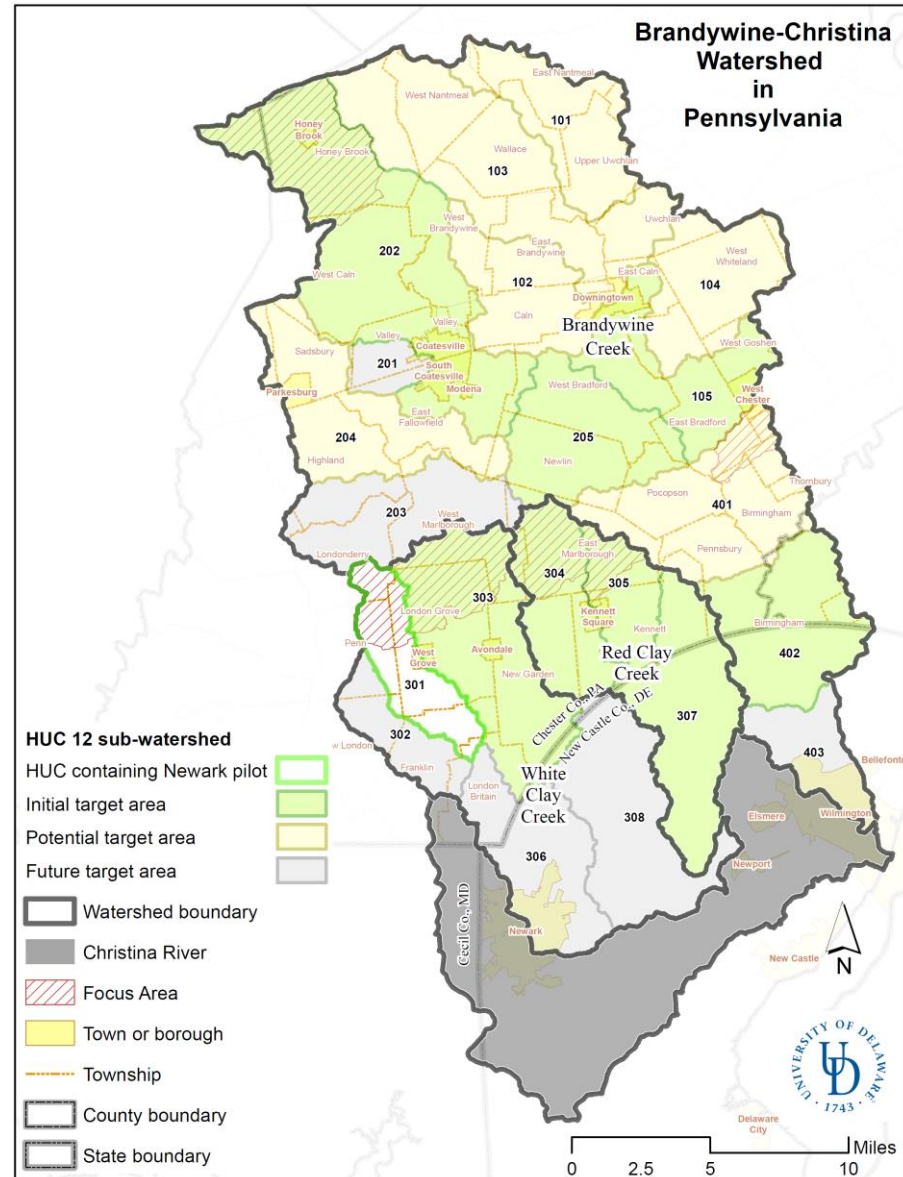 Brandywine-Christina
Watershed
in
Pennsylvania
East Nantmeal
West Nantmeal
101
Honey
Brook
Honey Brook
Wallace
103
Upper Uwchlan
West
Brandywine
Uwchlan
202
East
Brandywine
West
Whiteland
West Caln
102
East Caln
104
Downingtown
Caln
Brandywine
Creek
Valley
Valley
Coatesville
West Goshen
Sadsbury
201
South
Coatesville
Modena
West Bradford
105
West
Chester
Parkesburg
East
Fallowfield
205
East Bradford
204
Highland
Newlin
Thornbury
Pocopson
401
Birmingham
203
West
Marlborough
Pennsbury
Londonderry
East
Marlborough
304
305
303
London Grove
Kennett
Square
Kennett
Birmingham
Penn
West
Grove
Avondale
402
Red Clay
Creek
New Garden
301
Chester Co., PA
New Castle Co., DE
307
302
ew London
Franklin
London
Britain
White
Clay
Creek
403
Bellefonte
308
Elsmere
Wilmington
306
Newport
Newark
Cecil Co., MD
New Castle
N
HUC 12 sub-watershed
HUC containing Newark pilot
Initial target area
Potential target area
Future target area
Watershed boundary
Christina River
Focus Area
Town or borough
Township
County boundary
State boundary
UNIVERSITY OF DELAWARE
UD
· 1743 ·
Delaware
City
Miles
0 2.5 5 10